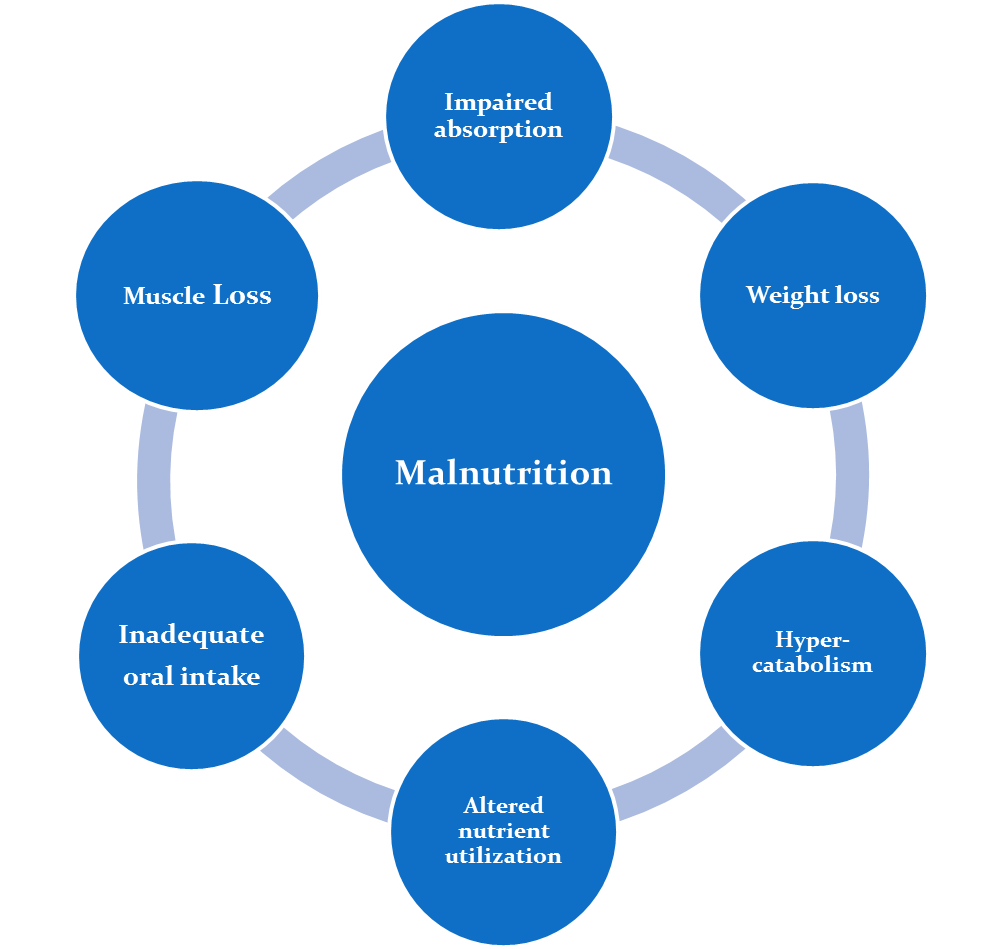 Impaired
absorption
Weight loss
Hyper-
catabolism
Altered
nutrient
utilization
Inadequate
oral intake
Muscle Loss
Malnutrition